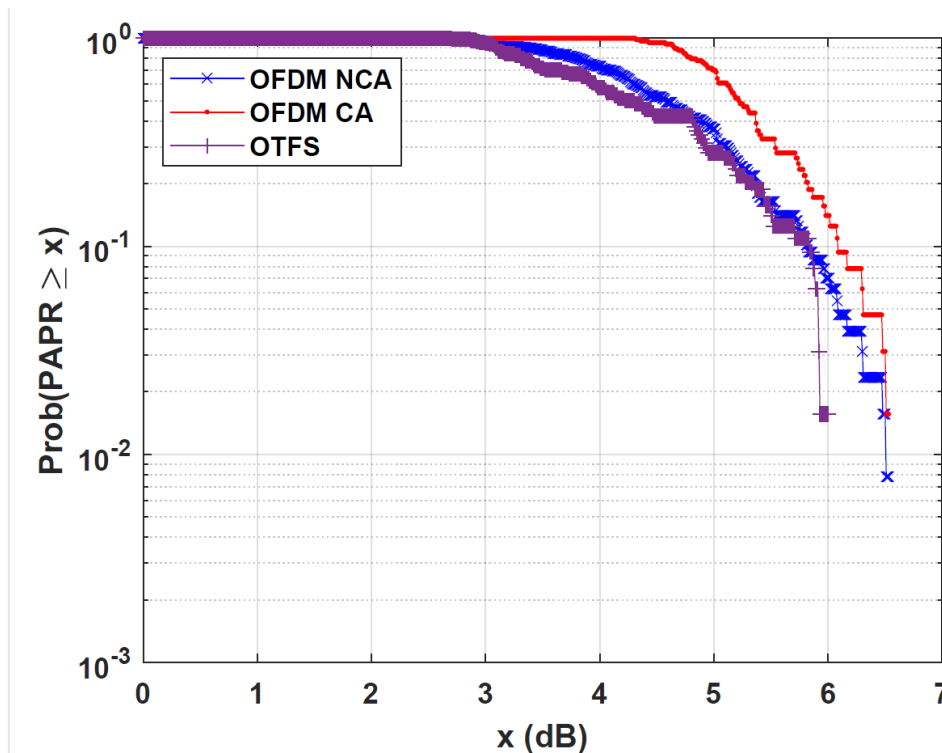 10^0
10^-1
10^-2
10^-3
Prob(PAPR ≥ x)
OFDM NCA
OFDM CA
OTFS
0 1 2 3 4 5 6 7
x (dB)